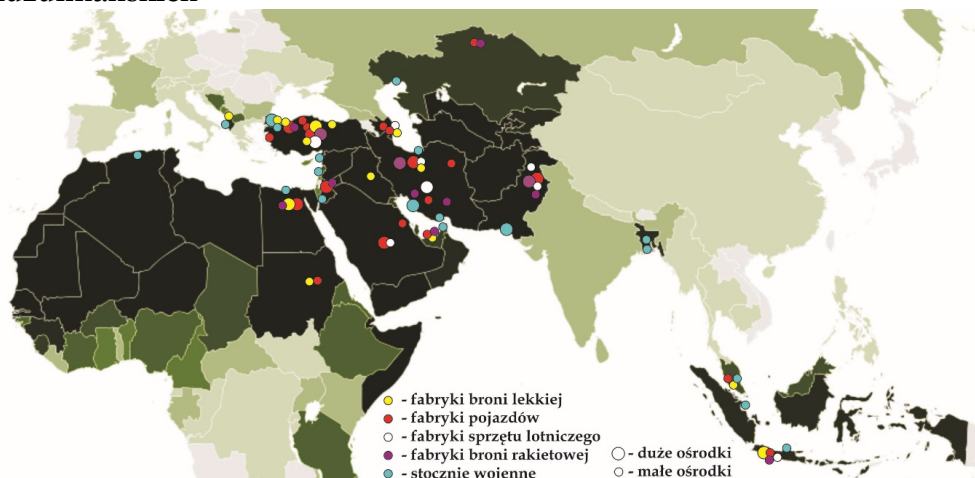 - fabryki broni lekkiej
- fabryki pojazdów
- fabryki sprzętu lotniczego
- fabryki broni rakietowej
- stocznie wojenne
- duże ośrodki
- małe ośrodki